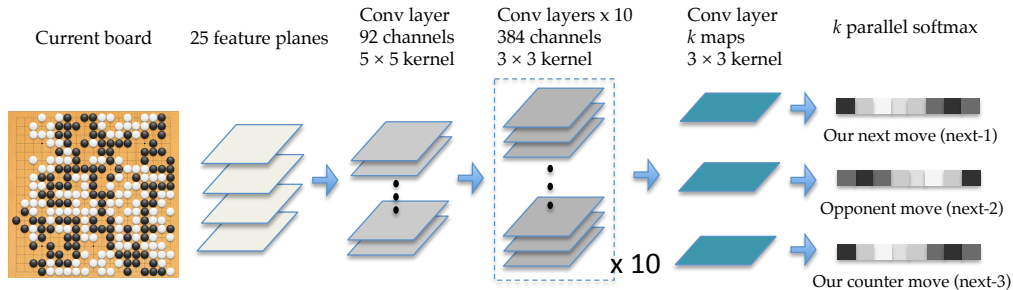 Current board
25 feature planes
Conv layer
92 channels
5 × 5 kernel
Conv layers x 10
384 channels
3 × 3 kernel
Conv layer
k maps
3 × 3 kernel
k parallel softmax
Our next move (next-1)
Opponent move (next-2)
Our counter move (next-3)
x 10